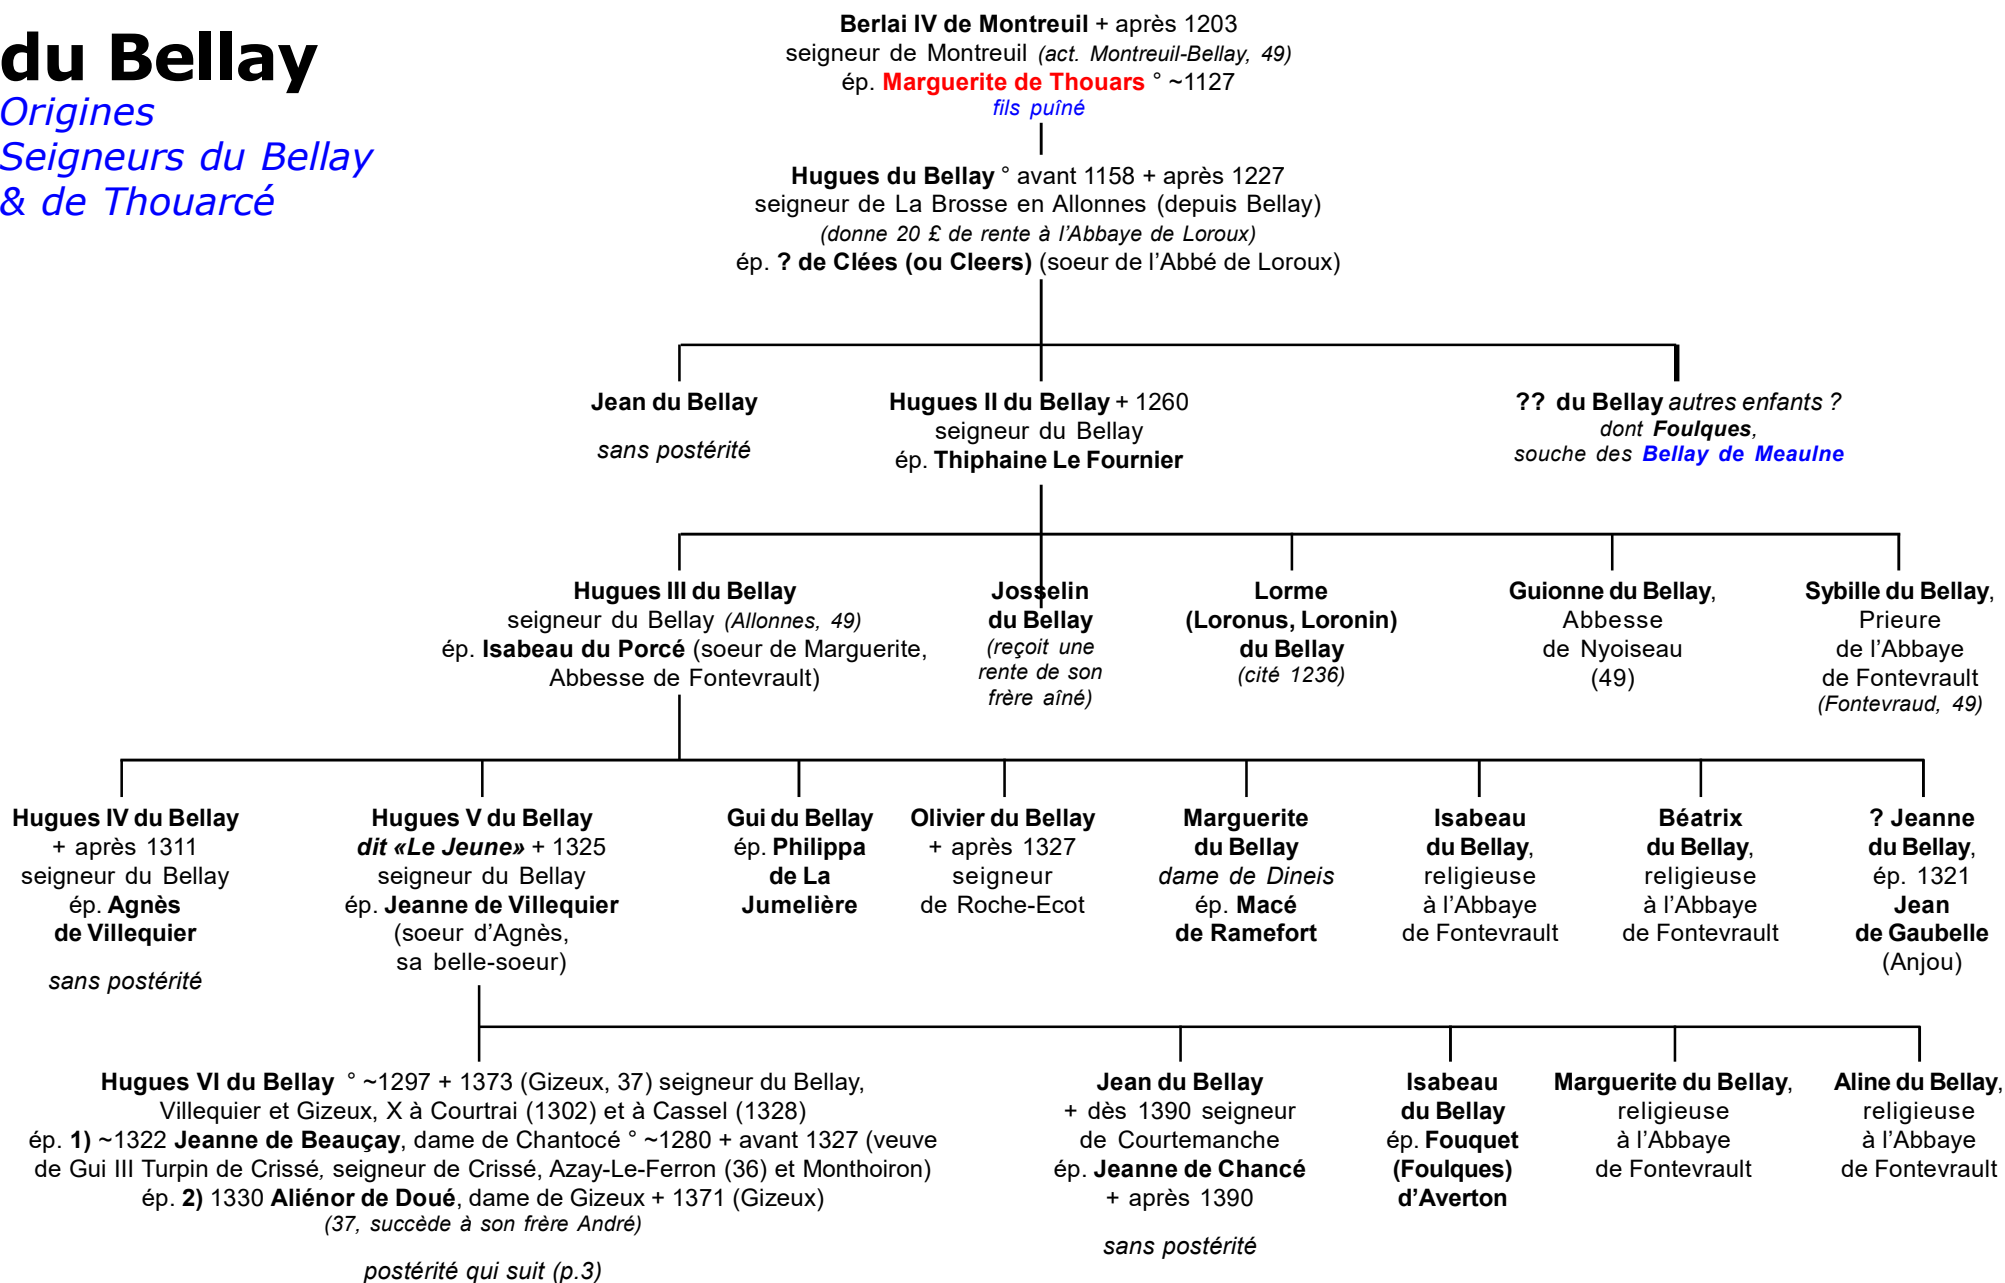 du Bellay
Origines
Seigneurs du Bellay
& de Thouarcé
Berlai IV de Montreuil + après 1203
seigneur de Montreuil (act. Montreuil-Bellay, 49)
ép. Marguerite de Thouars ° ~1127
fils puîné
Hugues du Bellay ° avant 1158 + après 1227
seigneur de La Brosse en Allonnes (depuis Bellay)
(donne 20 £ de rente à l'Abbaye de Loroux)
ép. ? de Clées (ou Cleers) (soeur de l'Abbé de Loroux)
Jean du Bellay
sans postérité
Hugues II du Bellay + 1260
seigneur du Bellay
ép. Thiphaine Le Fournier
?? du Bellay autres enfants ?
dont Foulques,
souche des Bellay de Meaulne
Hugues III du Bellay
seigneur du Bellay (Allonnes, 49)
ép. Isabeau du Porcé (soeur de Marguerite,
Abbesse de Fontevrault)
Josselin
du Bellay
(reçoit une
rente de son
frère aîné)
Lorme
(Loronus, Loronin)
du Bellay
(cité 1236)
Guionne du Bellay,
Abbesse
de Nyoiseau
(49)
Sybille du Bellay,
Prieure
de l'Abbaye
de Fontevrault
(Fontevraud, 49)
Hugues IV du Bellay
+ après 1311
seigneur du Bellay
ép. Agnès
de Villequier
sans postérité
Hugues V du Bellay
dit «Le Jeune» + 1325
seigneur du Bellay
ép. Jeanne de Villequier
(soeur d'Agnès,
sa belle-soeur)
Gui du Bellay
ép. Philippa
de La
Jumelière
Olivier du Bellay
+ après 1327
seigneur
de Roche-Ecot
Marguerite
du Bellay
dame de Dineis
ép. Macé
de Ramefort
Isabeau
du Bellay,
religieuse
à l'Abbaye
de Fontevrault
Béatrix
du Bellay,
religieuse
à l'Abbaye
de Fontevrault
? Jeanne
du Bellay,
ép. 1321
Jean
de Gaubelle
(Anjou)
Hugues VI du Bellay ° ~1297 + 1373 (Gizeux, 37) seigneur du Bellay,
Villequier et Gizeux, X à Courtrai (1302) et à Cassel (1328)
ép. 1) ~1322 Jeanne de Beauçay, dame de Chantocé ° ~1280 + avant 1327 (veuve
de Gui III Turpin de Crissé, seigneur de Crissé, Azay-Le-Ferron (36) et Monthoiron)
ép. 2) 1330 Aliénor de Doué, dame de Gizeux + 1371 (Gizeux)
(37, succède à son frère André)
postérité qui suit (p.3)
Jean du Bellay
+ dès 1390 seigneur
de Courtemanche
ép. Jeanne de Chancé
+ après 1390
sans postérité
Isabeau
du Bellay
ép. Fouquet
(Foulques)
d'Averton
Marguerite du Bellay,
religieuse
à l'Abbaye
de Fontevrault
Aline du Bellay,
religieuse
à l'Abbaye
de Fontevrault